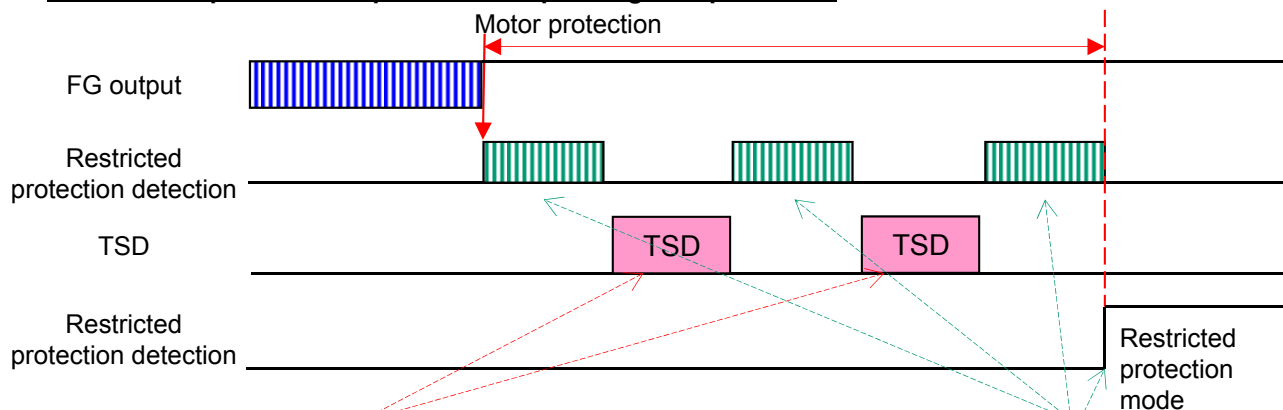 Motor protection
FG output
Restricted
protection detection
TSD
TSD
TSD
Restricted
protection detection
Restricted
protection
mode